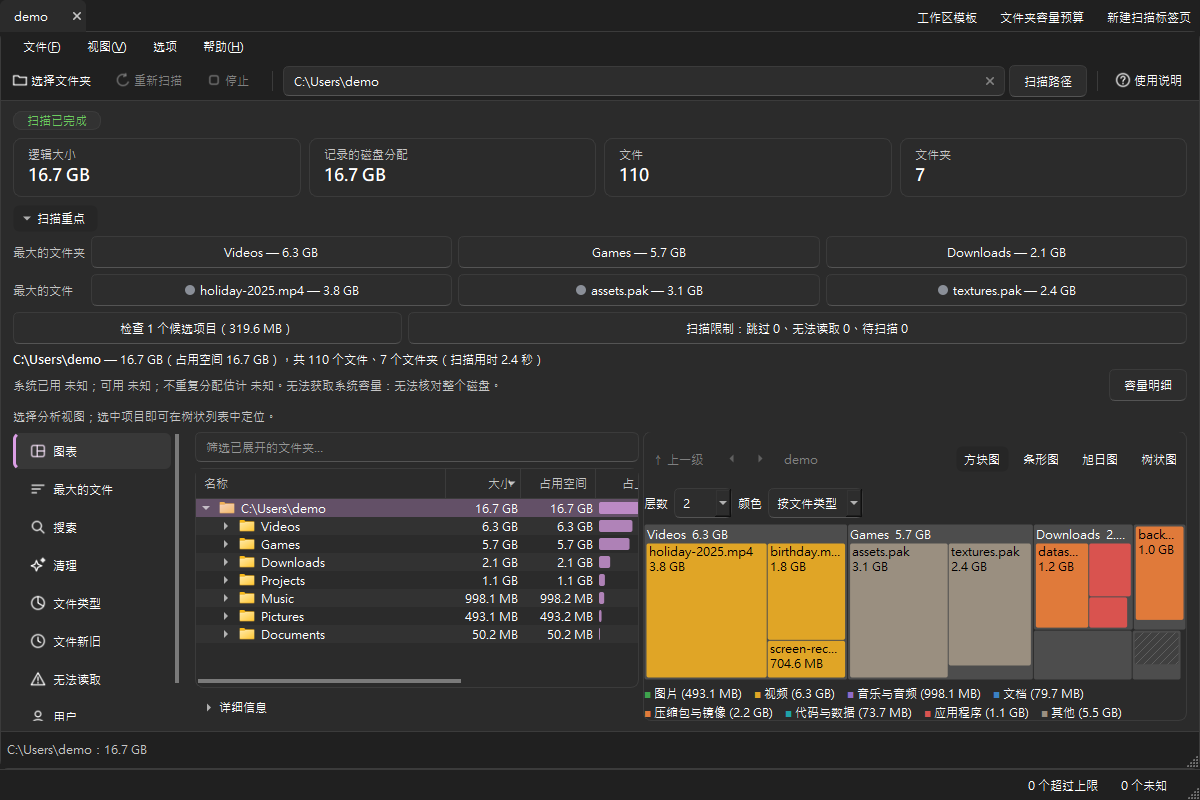 demo
工作区模板 文件夹容量预算 新建扫描标签页
文件(F) 视图(V) 选项 帮助(H)
选择文件夹 重新扫描 停止 C:\Users\demo 扫描路径 使用说明
扫描已完成
逻辑大小 记录的磁盘分配 文件 文件夹
16.7 GB 16.7 GB 110 7
扫描重点
最大的文件夹 Videos — 6.3 GB Games — 5.7 GB Downloads — 2.1 GB
最大的文件 holiday-2025.mp4 — 3.8 GB assets.pak — 3.1 GB textures.pak — 2.4 GB
检查 1 个候选项目（319.6 MB） 扫描限制：跳过 0、无法读取 0、待扫描 0
C:\Users\demo — 16.7 GB（占用空间 16.7 GB），共 110 个文件、7 个文件夹（扫描用时 2.4 秒）
系统已用 未知；可用 未知；不重复分配估计 未知。无法获取系统容量：无法核对整个磁盘。 容量明细
选择分析视图；选中项目即可在树状列表中定位。
图表
最大的文件
搜索
清理
文件类型
文件新旧
无法读取
用户
筛选已展开的文件夹...
名称 大小 占用空间 占...
C:\Users\demo 16.7 GB 16.7 GB
Videos 6.3 GB 6.3 GB
Games 5.7 GB 5.7 GB
Downloads 2.1 GB 2.1 GB
Projects 1.1 GB 1.1 GB
Music 998.1 MB 998.2 MB
Pictures 493.1 MB 493.2 MB
Documents 50.2 MB 50.2 MB
详细信息
上一级 demo 方块图 条形图 旭日图 树状图
层数 2 颜色 按文件类型
Videos 6.3 GB Games 5.7 GB Downloads 2.... back...
1.0 GB
holiday-2025.mp4 birthday.m... assets.pak textures.pak datas...
3.8 GB 1.8 GB 3.1 GB 2.4 GB 1.2 GB
screen-rec...
704.6 MB
图片 (493.1 MB) 视频 (6.3 GB) 音乐与音频 (998.1 MB) 文档 (79.7 MB)
压缩包与镜像 (2.2 GB) 代码与数据 (73.7 MB) 应用程序 (1.1 GB) 其他 (5.5 GB)
C:\Users\demo：16.7 GB
0 个超过上限 0 个未知